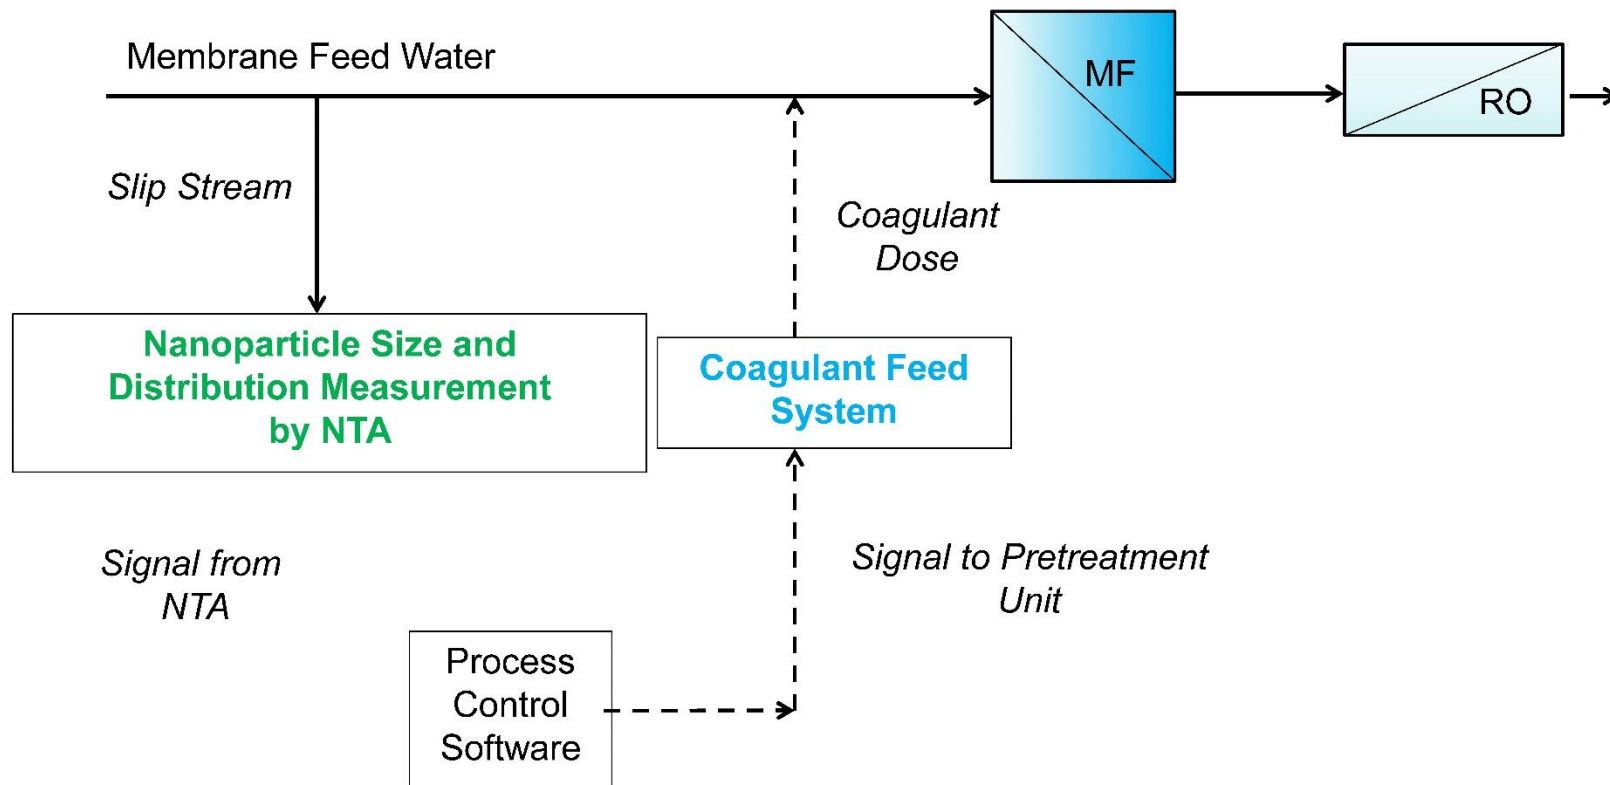 Membrane Feed Water
MF
RO
Slip Stream
Coagulant
Dose
Nanoparticle Size and
Distribution Measurement
by NTA
Coagulant Feed
System
Signal from
NTA
Signal to Pretreatment
Unit
Process
Control
Software